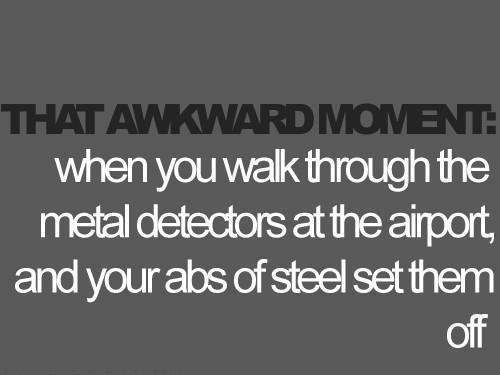 THAT AWKWARD MOMENT:
when you walk through the
metal detectors at the airport,
and your abs of steel set them
off